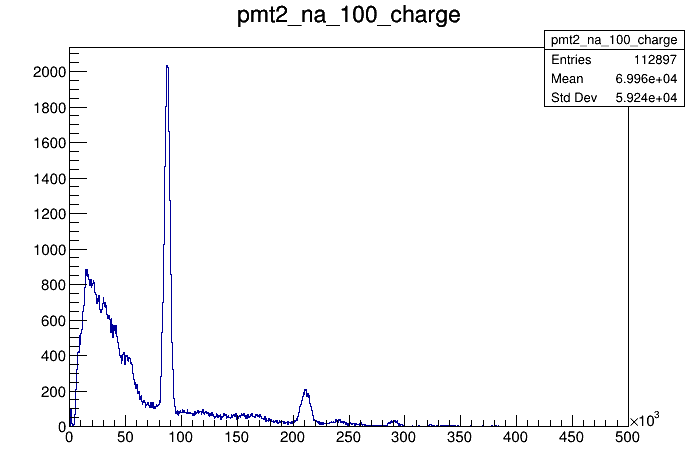 pmt2_na_100_charge
pmt2_na_100_charge
Entries 112897
Mean 6.996e+04
Std Dev 5.924e+04
2000
1800
1600
1400
1200
1000
800
600
400
200
0
0 50 100 150 200 250 300 350 400 450 500
×10³